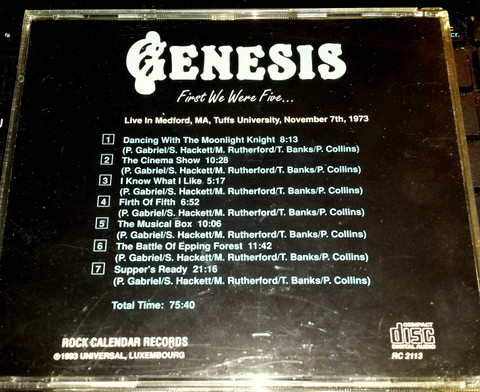 GENESIS
First We Were Five...
Live In Medford, MA, Tuffs University, November 7th, 1973
1 Dancing With The Moonlight Knight 8:13
(P. Gabriel/S. Hackett/M. Rutherford/T. Banks/P. Collins)
2 The Cinema Show 10:28
(P. Gabriel/S. Hackett/M. Rutherford/T. Banks/P. Collins)
3 I Know What I Like 5:17
(P. Gabriel/S. Hackett/M. Rutherford/T. Banks/P. Collins)
4 Firth Of Fifth 6:52
(P. Gabriel/S. Hackett/M. Rutherford/T. Banks/P. Collins)
5 The Musical Box 10:06
(P. Gabriel/S. Hackett/M. Rutherford/T. Banks/P. Collins)
6 The Battle Of Epping Forest 11:42
(P. Gabriel/S. Hackett/M. Rutherford/T. Banks/P. Collins)
7 Supper's Ready 21:16
(P. Gabriel/S. Hackett/M. Rutherford/T. Banks/P. Collins)
Total Time: 75:40
ROCK CALENDAR RECORDS
©1993 UNIVERSAL, LUXEMBOURG
COMPACT
disc
DIGITAL AUDIO
RC 2113